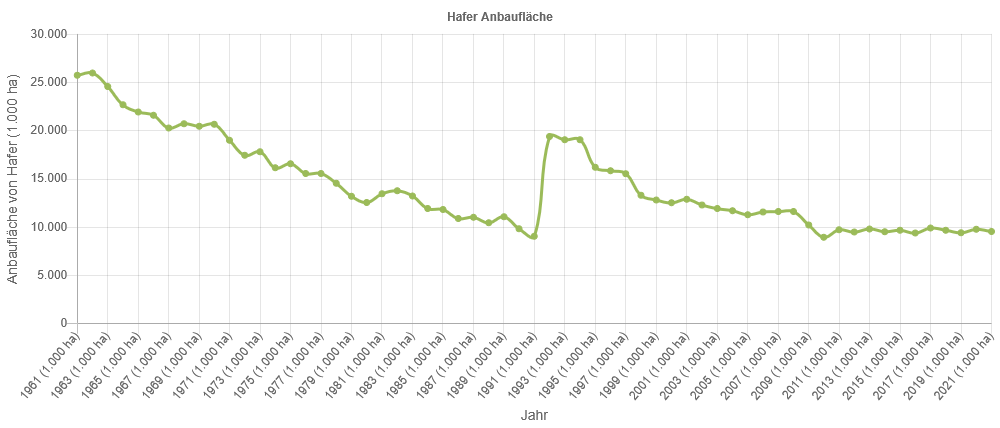 Hafer Anbaufläche
Anbaufläche von Hafer (1.000 ha)
30.000
25.000
20.000
15.000
10.000
5.000
0
1961 (1.000 ha)
1963 (1.000 ha)
1965 (1.000 ha)
1967 (1.000 ha)
1969 (1.000 ha)
1971 (1.000 ha)
1973 (1.000 ha)
1975 (1.000 ha)
1977 (1.000 ha)
1979 (1.000 ha)
1981 (1.000 ha)
1983 (1.000 ha)
1985 (1.000 ha)
1987 (1.000 ha)
1989 (1.000 ha)
1991 (1.000 ha)
1993 (1.000 ha)
1995 (1.000 ha)
1997 (1.000 ha)
1999 (1.000 ha)
2001 (1.000 ha)
2003 (1.000 ha)
2005 (1.000 ha)
2007 (1.000 ha)
2009 (1.000 ha)
2011 (1.000 ha)
2013 (1.000 ha)
2015 (1.000 ha)
2017 (1.000 ha)
2019 (1.000 ha)
2021 (1.000 ha)
Jahr